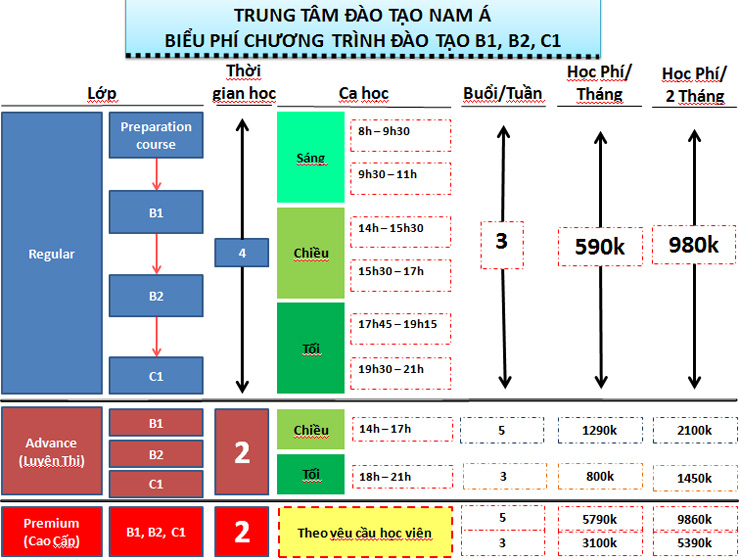 TRUNG TÂM ĐÀO TẠO NAM Á
BIỂU PHÍ CHƯƠNG TRÌNH ĐÀO TẠO B1, B2, C1
Lớp
Thời
gian học
Ca học
Buổi/Tuần
Học Phí/
Tháng
Học Phí/
2 Tháng
Regular
Preparation
course
B1
B2
C1
4
Sáng
8h – 9h30
9h30 – 11h
Chiều
14h – 15h30
15h30 – 17h
Tối
17h45 – 19h15
19h30 – 21h
3
590k
980k
Advance
(Luyện Thi)
B1
B2
C1
2
Chiều
14h – 17h
5
1290k
2100k
Tối
18h – 21h
3
800k
1450k
Premium
(Cao Cấp)
B1, B2, C1
2
Theo yêu cầu học viên
5
5790k
9860k
3
3100k
5390k